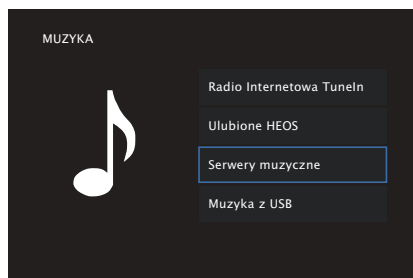 MUZYKA
Radio Internetowa TuneIn
Ulubione HEOS
Serwery muzyczne
Muzyka z USB